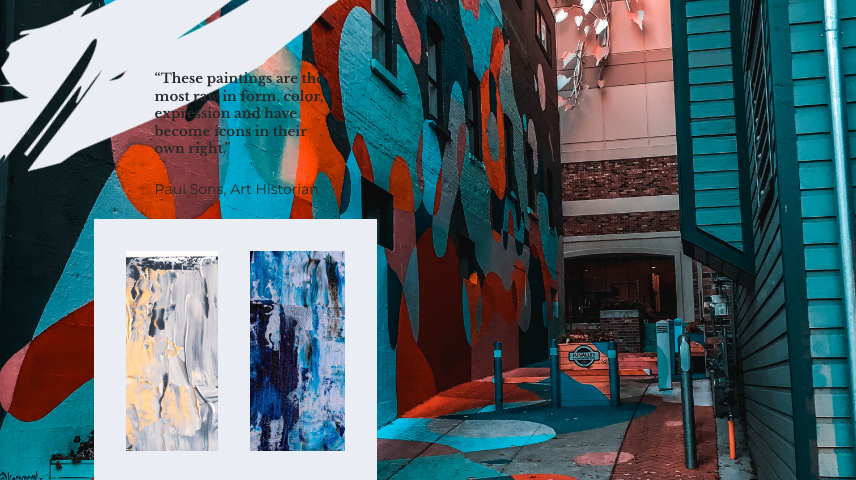 “These paintings are the
most raw in form, color,
expression and have
become icons in their
own right.”
Paul Sons, Art Historian